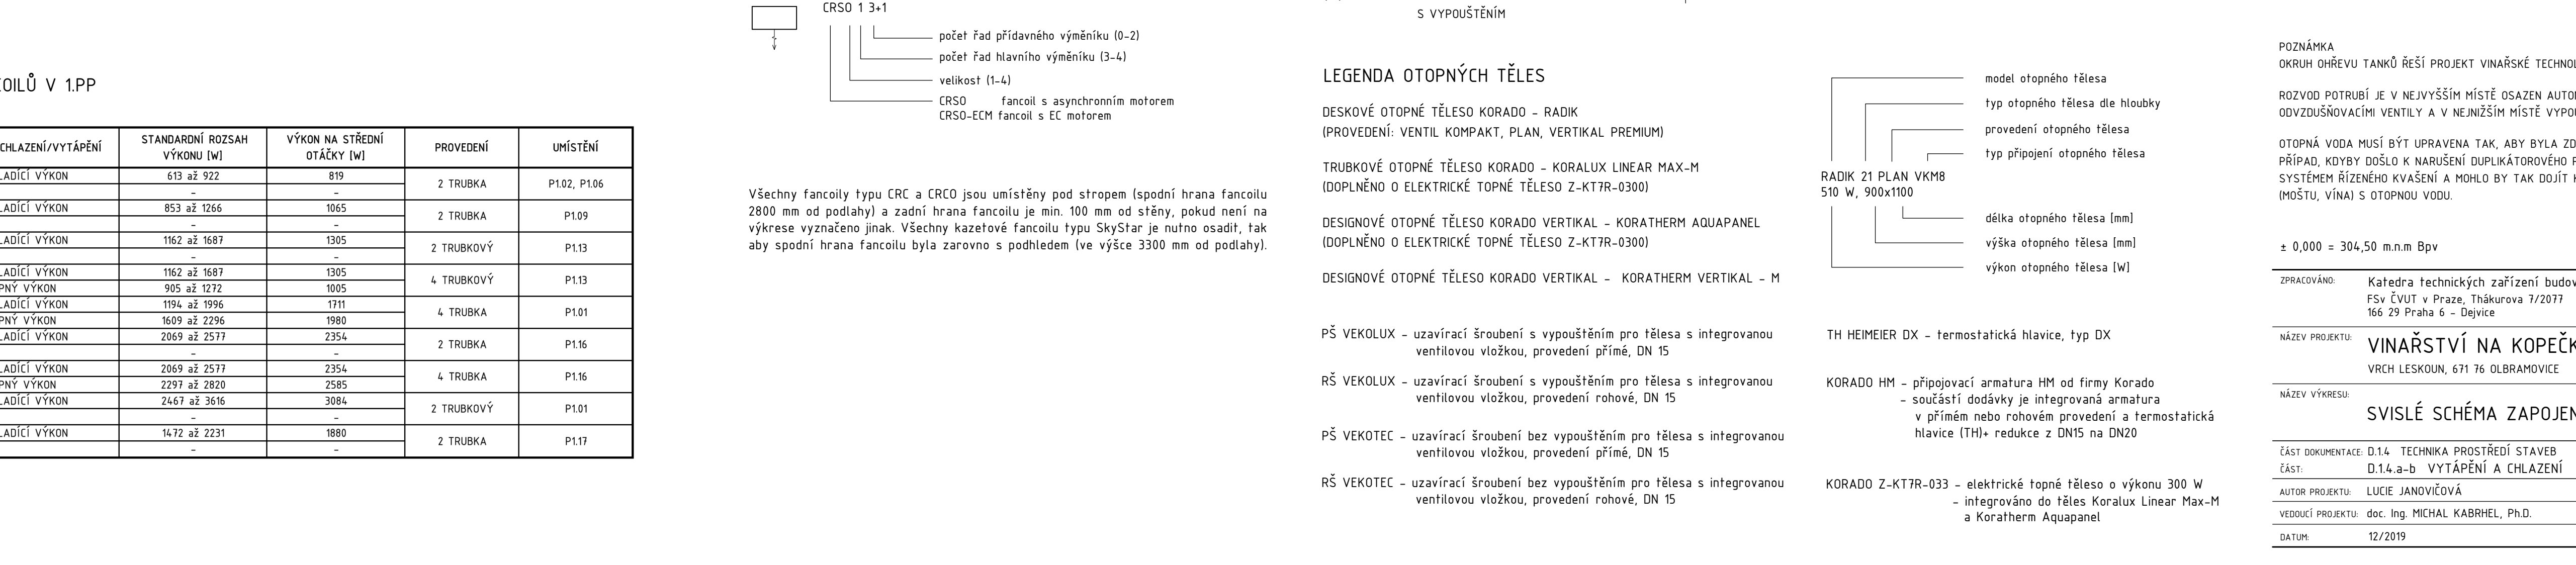 COILŮ V 1.PP
CHLAZENÍ/VYTÁPĚNÍ STANDARDNÍ ROZSAH VÝKONU [W] VÝKON NA STŘEDNÍ OTÁČKY [W] PROVEDENÍ UMÍSTĚNÍ
LADÍCÍ VÝKON 613 až 922 819 2 TRUBKA P1.02, P1.06
– –
LADÍCÍ VÝKON 853 až 1266 1065 2 TRUBKA P1.09
– –
LADÍCÍ VÝKON 1162 až 1687 1305 2 TRUBKOVÝ P1.13
– –
LADÍCÍ VÝKON 1162 až 1687 1305 4 TRUBKOVÝ P1.13
PNÝ VÝKON 905 až 1272 1005
LADÍCÍ VÝKON 1194 až 1996 1711 4 TRUBKA P1.01
PNÝ VÝKON 1609 až 2296 1980
LADÍCÍ VÝKON 2069 až 2577 2354 2 TRUBKA P1.16
– –
LADÍCÍ VÝKON 2069 až 2577 2354 4 TRUBKA P1.16
PNÝ VÝKON 2297 až 2820 2585
LADÍCÍ VÝKON 2467 až 3616 3084 2 TRUBKOVÝ P1.01
– –
LADÍCÍ VÝKON 1472 až 2231 1880 2 TRUBKA P1.17
– –
CRSO 1 3+1
počet řad přídavného výměníku (0-2)
počet řad hlavního výměníku (3-4)
velikost (1-4)
CRSO fancoil s asynchronním motorem
CRSO-ECM fancoil s EC motorem
Všechny fancoily typu CRC a CRCO jsou umístěny pod stropem (spodní hrana fancoilu
2800 mm od podlahy) a zadní hrana fancoilu je min. 100 mm od stěny, pokud není na
výkrese vyznačeno jinak. Všechny kazetové fancoilu typu SkyStar je nutno osadit, tak
aby spodní hrana fancoilu byla zarovno s podhledem (ve výšce 3300 mm od podlahy).
S VYPOUŠTĚNÍM
LEGENDA OTOPNÝCH TĚLES
DESKOVÉ OTOPNÉ TĚLESO KORADO - RADIK
(PROVEDENÍ: VENTIL KOMPAKT, PLAN, VERTIKAL PREMIUM)
TRUBKOVÉ OTOPNÉ TĚLESO KORADO - KORALUX LINEAR MAX-M
(DOPLNĚNO O ELEKTRICKÉ TOPNÉ TĚLESO Z-KT7R-0300)
DESIGNOVÉ OTOPNÉ TĚLESO KORADO VERTIKAL - KORATHERM AQUAPANEL
(DOPLNĚNO O ELEKTRICKÉ TOPNÉ TĚLESO Z-KT7R-0300)
DESIGNOVÉ OTOPNÉ TĚLESO KORADO VERTIKAL - KORATHERM VERTIKAL - M
PŠ VEKOLUX - uzavírací šroubení s vypouštěním pro tělesa s integrovanou
ventilovou vložkou, provedení přímé, DN 15
RŠ VEKOLUX - uzavírací šroubení s vypouštěním pro tělesa s integrovanou
ventilovou vložkou, provedení rohové, DN 15
PŠ VEKOTEC - uzavírací šroubení bez vypouštěním pro tělesa s integrovanou
ventilovou vložkou, provedení přímé, DN 15
RŠ VEKOTEC - uzavírací šroubení bez vypouštěním pro tělesa s integrovanou
ventilovou vložkou, provedení rohové, DN 15
model otopného tělesa
typ otopného tělesa dle hloubky
provedení otopného tělesa
typ připojení otopného tělesa
RADIK 21 PLAN VKM8
510 W, 900x1100
délka otopného tělesa [mm]
výška otopného tělesa [mm]
výkon otopného tělesa [W]
TH HEIMEIER DX - termostatická hlavice, typ DX
KORADO HM - připojovací armatura HM od firmy Korado
- součástí dodávky je integrovaná armatura
v přímém nebo rohovém provedení a termostatická
hlavice (TH)+ redukce z DN15 na DN20
KORADO Z-KT7R-033 - elektrické topné těleso o výkonu 300 W
- integrováno do těles Koralux Linear Max-M
a Koratherm Aquapanel
POZNÁMKA
OKRUH OHŘEVU TANKŮ ŘEŠÍ PROJEKT VINAŘSKÉ TECHNOL
ROZVOD POTRUBÍ JE V NEJVYŠŠÍM MÍSTĚ OSAZEN AUTOM
ODVZDUŠŇOVACÍMI VENTILY A V NEJNIŽŠÍM MÍSTĚ VYPOU
OTOPNÁ VODA MUSÍ BÝT UPRAVENA TAK, ABY BYLA ZD
PŘÍPAD, KDYBY DOŠLO K NARUŠENÍ DUPLIKÁTOROVÉHO P
SYSTÉMEM ŘÍZENÉHO KVAŠENÍ A MOHLO BY TAK DOJÍT K
(MOŠTU, VÍNA) S OTOPNOU VODU.
± 0,000 = 304,50 m.n.m Bpv
ZPRACOVÁNO: Katedra technických zařízení budov
FSv ČVUT v Praze, Thákurova 7/2077
166 29 Praha 6 - Dejvice
NÁZEV PROJEKTU: VINAŘSTVÍ NA KOPEČK
VRCH LESKOUN, 671 76 OLBRAMOVICE
NÁZEV VÝKRESU:
SVISLÉ SCHÉMA ZAPOJEN
ČÁST DOKUMENTACE: D.1.4 TECHNIKA PROSTŘEDÍ STAVEB
ČÁST: D.1.4.a-b VYTÁPĚNÍ A CHLAZENÍ
AUTOR PROJEKTU: LUCIE JANOVIČOVÁ
VEDOUCÍ PROJEKTU: doc. Ing. MICHAL KABRHEL, Ph.D.
DATUM: 12/2019